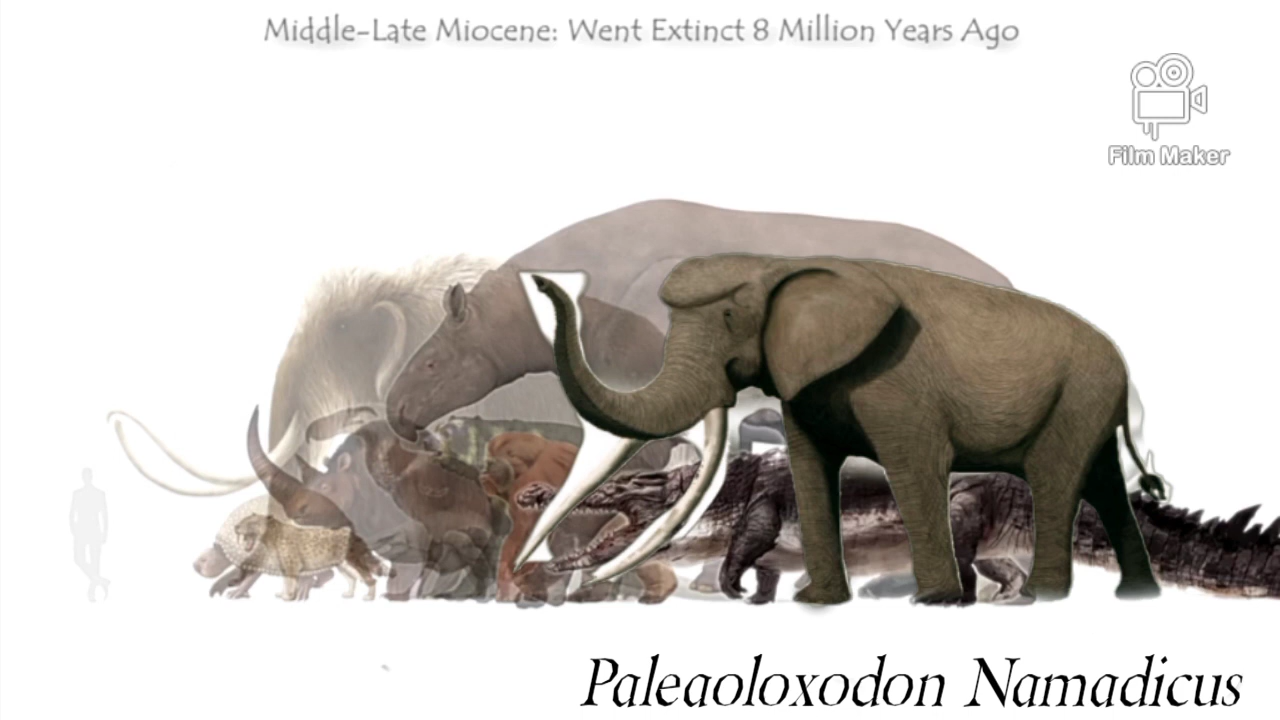 Middle-Late Miocene: Went Extinct 8 Million Years Ago
Film Maker
Paleaoloxodon Namadicus